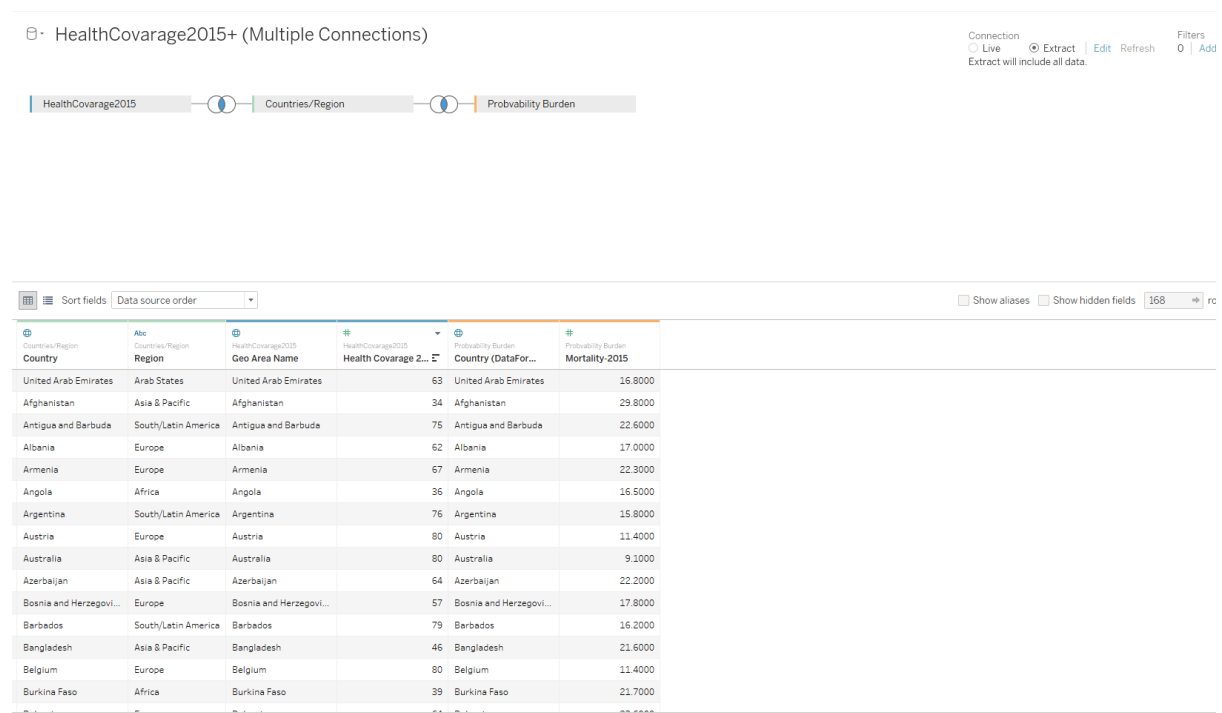 HealthCovarage2015+ (Multiple Connections)
Connection
Live Extract Edit Refresh
Extract will include all data.
Filters
0 Add
HealthCovarage2015 Countries/Region Probvability Burden
Sort fields Data source order Show aliases Show hidden fields 168
Abc
Countries/Region Countries/Region HealthCovarage2015 HealthCovarage2015 Probvability Burden Probvability Burden
Country Region Geo Area Name Health Covarage 2... Country (DataFor... Mortality-2015
United Arab Emirates Arab States United Arab Emirates 63 United Arab Emirates 16.8000
Afghanistan Asia & Pacific Afghanistan 34 Afghanistan 29.8000
Antigua and Barbuda South/Latin America Antigua and Barbuda 75 Antigua and Barbuda 22.6000
Albania Europe Albania 62 Albania 17.0000
Armenia Europe Armenia 67 Armenia 22.3000
Angola Africa Angola 36 Angola 16.5000
Argentina South/Latin America Argentina 76 Argentina 15.8000
Austria Europe Austria 80 Austria 11.4000
Australia Asia & Pacific Australia 80 Australia 9.1000
Azerbaijan Asia & Pacific Azerbaijan 64 Azerbaijan 22.2000
Bosnia and Herzegovi... Europe Bosnia and Herzegovi... 57 Bosnia and Herzegovi... 17.8000
Barbados South/Latin America Barbados 79 Barbados 16.2000
Bangladesh Asia & Pacific Bangladesh 46 Bangladesh 21.6000
Belgium Europe Belgium 80 Belgium 11.4000
Burkina Faso Africa Burkina Faso 39 Burkina Faso 21.7000